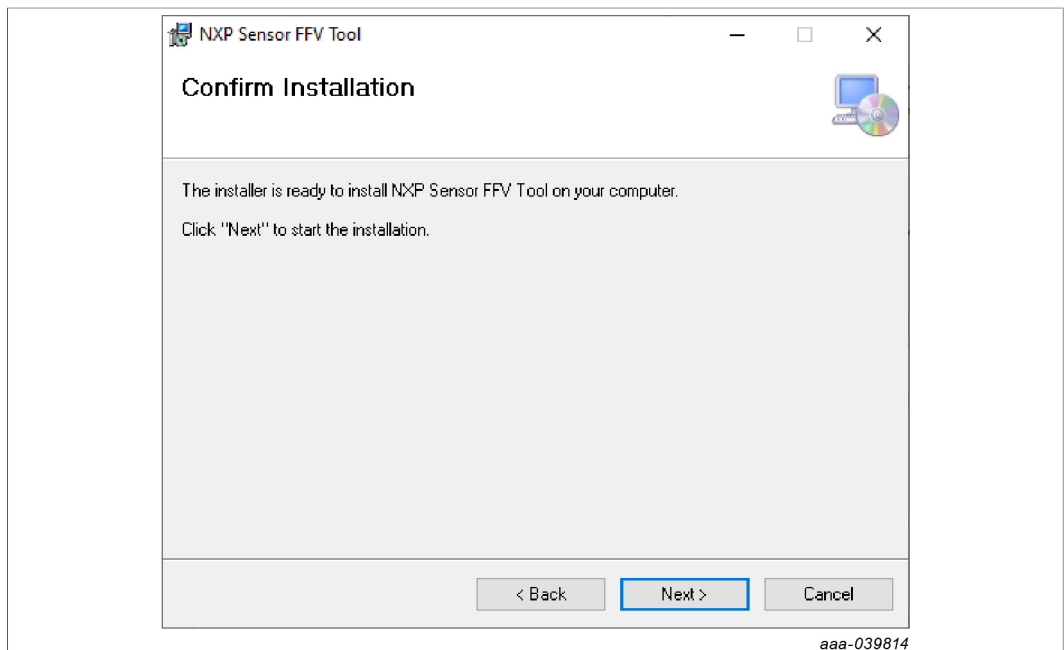 NXP Sensor FFV Tool
Confirm Installation
The installer is ready to install NXP Sensor FFV Tool on your computer.
Click "Next" to start the installation.
< Back
Next >
Cancel
aaa-039814